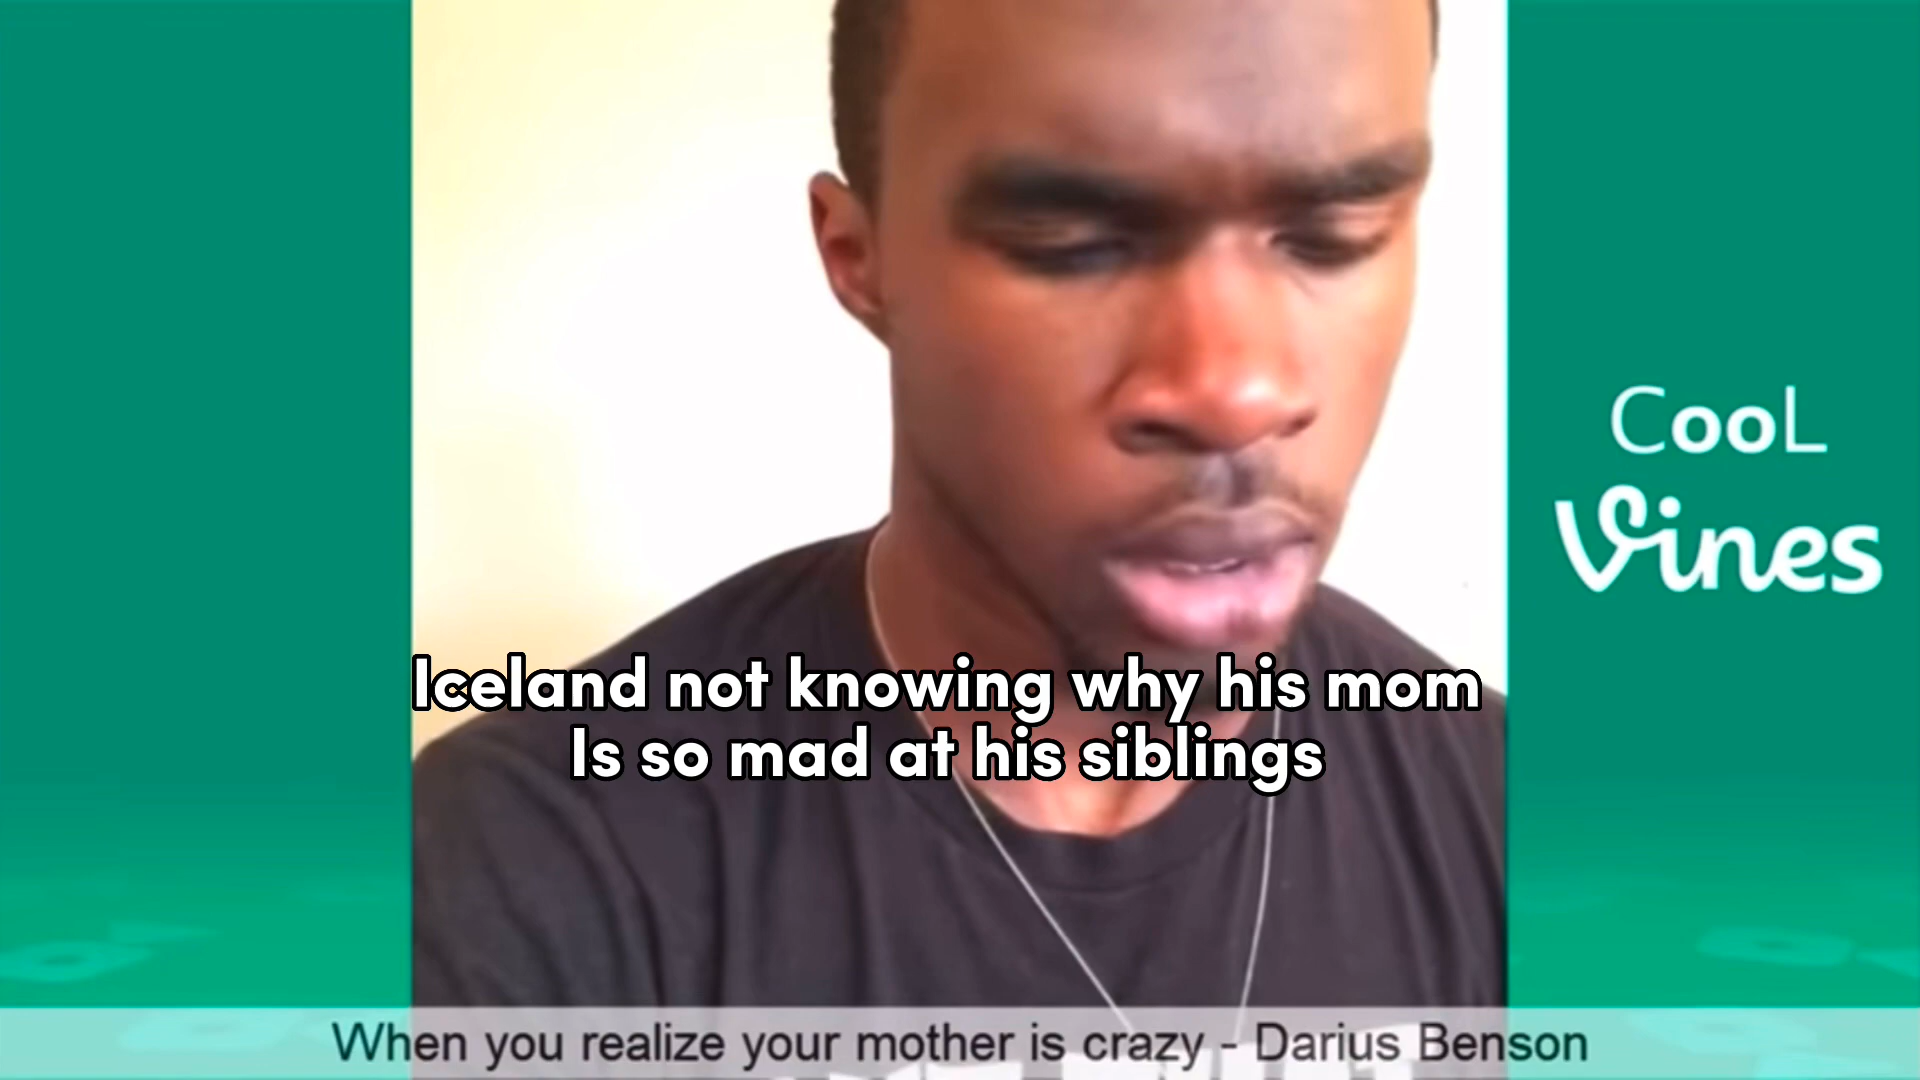 CooL
Vines
Iceland not knowing why his mom
Is so mad at his siblings
When you realize your mother is crazy - Darius Benson